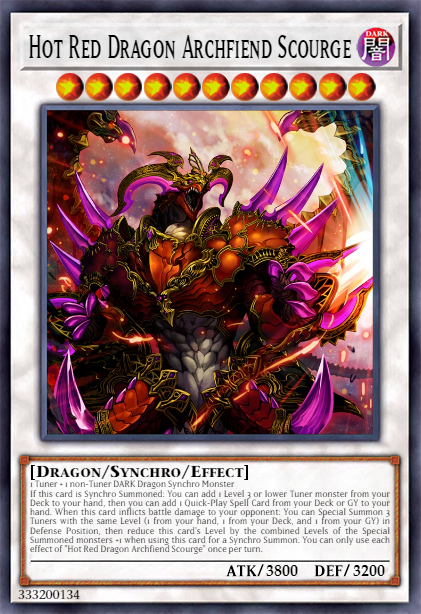 Hot Red Dragon Archfiend Scourge
DARK
闇
[Dragon/Synchro/Effect]
1 Tuner + 1 non-Tuner DARK Dragon Synchro Monster
If this card is Synchro Summoned: You can add 1 Level 3 or lower Tuner monster from your
Deck to your hand, then you can add 1 Quick-Play Spell Card from your Deck or GY to your
hand. When this card inflicts battle damage to your opponent: You can Special Summon 3
Tuners with the same Level (1 from your hand, 1 from your Deck, and 1 from your GY) in
Defense Position, then reduce this card's Level by the combined Levels of the Special
Summoned monsters -1 when using this card for a Synchro Summon. You can only use each
effect of "Hot Red Dragon Archfiend Scourge" once per turn.
ATK/3800 DEF/3200
333200134